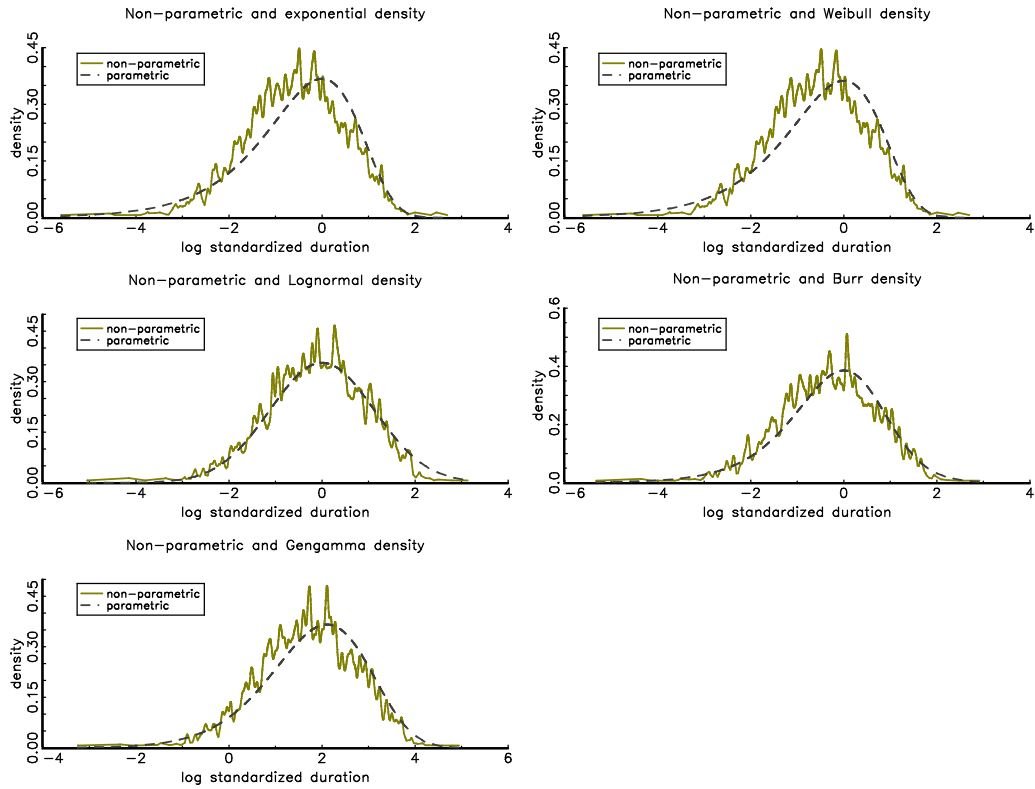 Non-parametric and exponential density
density
0.00 0.15 0.30 0.45
non-parametric
parametric
-6 -4 -2 0 2 4
log standardized duration
Non-parametric and Weibull density
density
0.00 0.15 0.30 0.45
non-parametric
parametric
-6 -4 -2 0 2 4
log standardized duration
Non-parametric and Lognormal density
density
0.00 0.15 0.30 0.45
non-parametric
parametric
-6 -4 -2 0 2 4
log standardized duration
Non-parametric and Burr density
density
0.0 0.2 0.4 0.6
non-parametric
parametric
-6 -4 -2 0 2 4
log standardized duration
Non-parametric and Gengamma density
density
0.00 0.15 0.30 0.45
non-parametric
parametric
-4 -2 0 2 4 6
log standardized duration